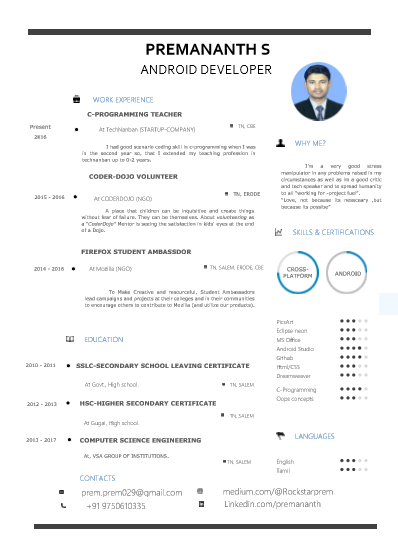 PREMANANTH S
ANDROID DEVELOPER
WORK EXPERIENCE
C-PROGRAMMING TEACHER
Present
2016
At TechNanban (STARTUP-COMPANY)
TN, CBE
I had good scenario coding skill in c-programming when I was
in the second year so, that I extended my teaching profession in
technanban up to 0-2 years.
CODER-DOJO VOLUNTEER
2015 - 2016
At CODERDOJO (NGO)
TN, ERODE
A place that children can be inquisitive and create things
without fear of failure. They can be themselves. About volunteering as
a "CoderDojo" Mentor is seeing the satisfaction in kids' eyes-at the end
of a Dojo.
FIREFOX STUDENT AMBASSDOR
2014 - 2016
At Mozilla (NGO)
TN, SALEM, ERODE, CBE
To Make Creative and resourceful, Student Ambassadors
lead campaigns and projects at their colleges and in their communities
to encourage others to contribute to Mozilla (and utilize our products).
EDUCATION
2010 - 2011
SSLC-SECONDARY SCHOOL LEAVING CERTIFICATE
At Govt, High school.
TN, SALEM
2012 - 2013
HSC-HIGHER SECONDARY CERTIFICATE
At Gugai, High school.
TN, SALEM
2013 - 2017
COMPUTER SCIENCE ENGINEERING
At, VSA GROUP OF INSTITUTIONS.
TN, SALEM
CONTACTS
prem.prem029@gmail.com
+91 9750610335
medium.com/@Rockstarprem
Linkedin.com/premananth
WHY ME?
I'm a very good stress
manipulator in any problems raised in my
circumstances as well as Im a good critic
and tech speaker and to spread humanity
to all "working for -project fuel".
"Love, not because its necessary ,but
because its possible"
SKILLS & CERTIFICATIONS
CROSS-
PLATFORM
ANDROID
PicsArt
Eclipse neon
MS Office
Android Studio
Github
Html/CSS
Dreamweaver
C-Programming
Oops concepts
LANGUAGES
English
Tamil